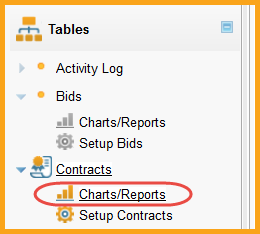 Tables
Activity Log
Bids
Charts/Reports
Setup Bids
Contracts
Charts/Reports
Setup Contracts